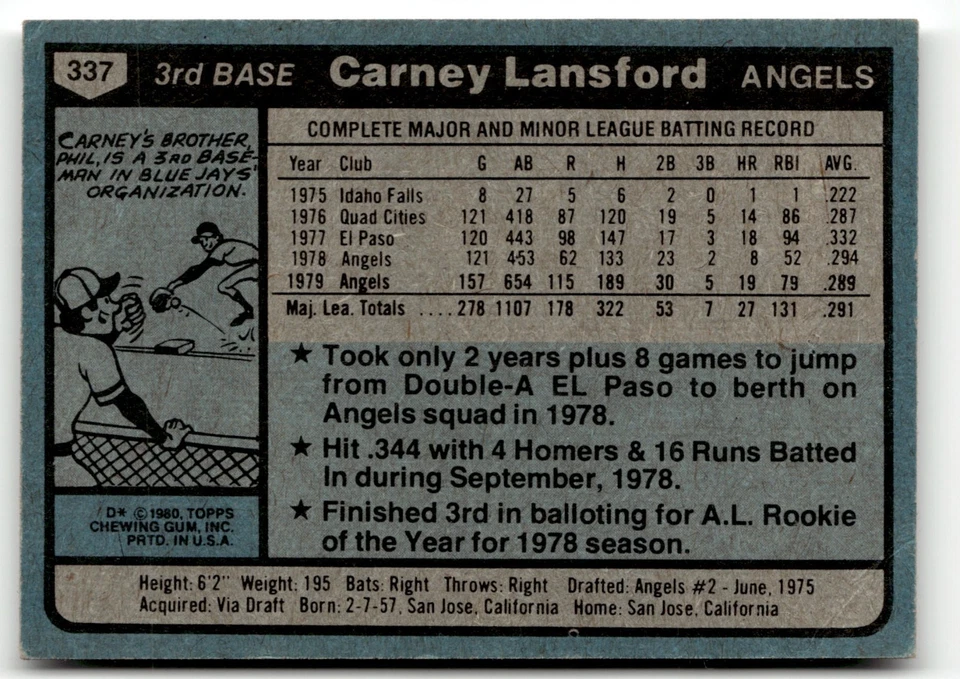 337 3rd BASE Carney Lansford ANGELS
CARNEY'S BROTHER,
PHIL, IS A 3RD BASE-
MAN IN BLUE JAYS'
ORGANIZATION.
D* © 1980, TOPPS
CHEWING GUM, INC.
PRTD. IN U.S.A.
COMPLETE MAJOR AND MINOR LEAGUE BATTING RECORD
Year Club G AB R H 2B 3B HR RBI AVG.
1975 Idaho Falls 8 27 5 6 2 0 1 1 .222
1976 Quad Cities 121 418 87 120 19 5 14 86 .287
1977 El Paso 120 443 98 147 17 3 18 94 .332
1978 Angels 121 453 62 133 23 2 8 52 .294
1979 Angels 157 654 115 189 30 5 19 79 .289
Maj. Lea. Totals .... 278 1107 178 322 53 7 27 131 .291
★ Took only 2 years plus 8 games to jump
from Double-A EL Paso to berth on
Angels squad in 1978.
★ Hit .344 with 4 Homers & 16 Runs Batted
In during September, 1978.
★ Finished 3rd in balloting for A.L. Rookie
of the Year for 1978 season.
Height: 6'2" Weight: 195 Bats: Right Throws: Right Drafted: Angels #2 - June, 1975
Acquired: Via Draft Born: 2-7-57, San Jose, California Home: San Jose, California